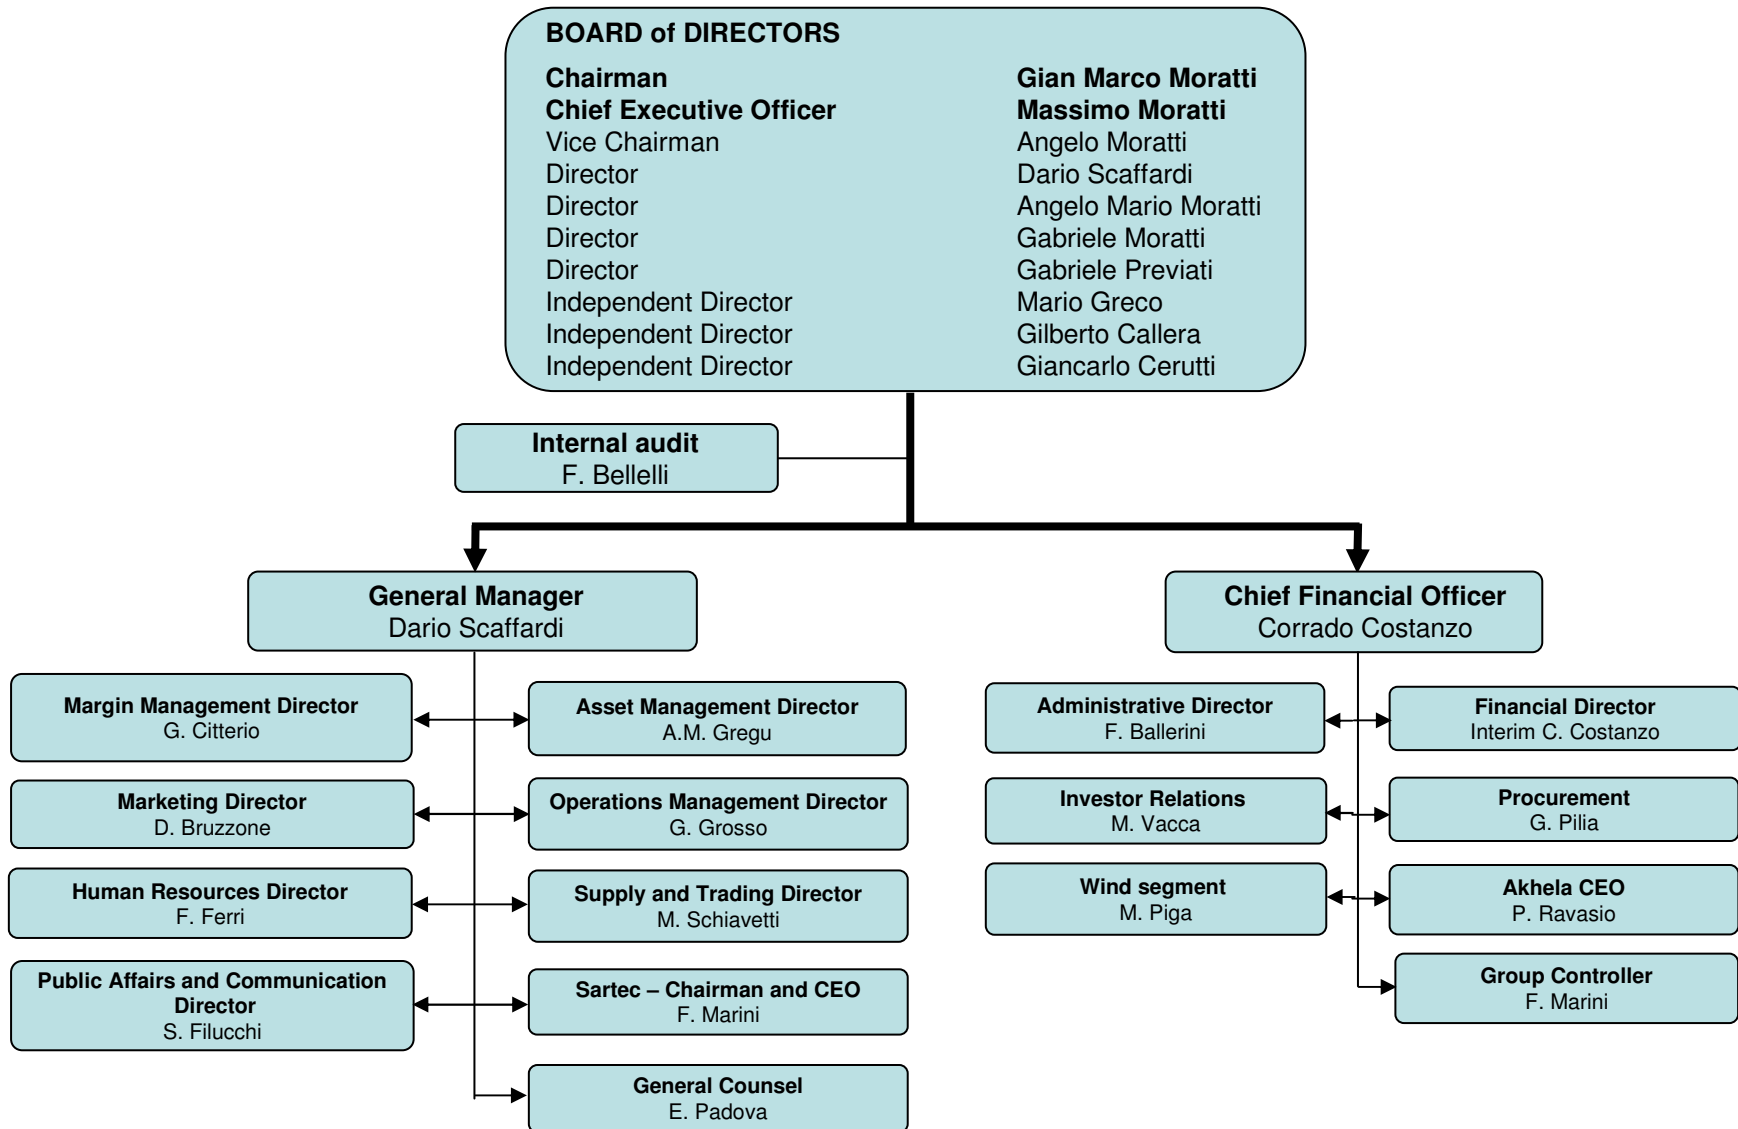 BOARD of DIRECTORS
Chairman Gian Marco Moratti
Chief Executive Officer Massimo Moratti
Vice Chairman Angelo Moratti
Director Dario Scaffardi
Director Angelo Mario Moratti
Director Gabriele Moratti
Director Gabriele Previati
Independent Director Mario Greco
Independent Director Gilberto Callera
Independent Director Giancarlo Cerutti
Internal audit
F. Bellelli
General Manager
Dario Scaffardi
Chief Financial Officer
Corrado Costanzo
Margin Management Director
G. Citterio
Asset Management Director
A.M. Gregu
Marketing Director
D. Bruzzone
Operations Management Director
G. Grosso
Human Resources Director
F. Ferri
Supply and Trading Director
M. Schiavetti
Public Affairs and Communication
Director
S. Filucchi
Sartec – Chairman and CEO
F. Marini
General Counsel
E. Padova
Administrative Director
F. Ballerini
Financial Director
Interim C. Costanzo
Investor Relations
M. Vacca
Procurement
G. Pilia
Wind segment
M. Piga
Akhela CEO
P. Ravasio
Group Controller
F. Marini